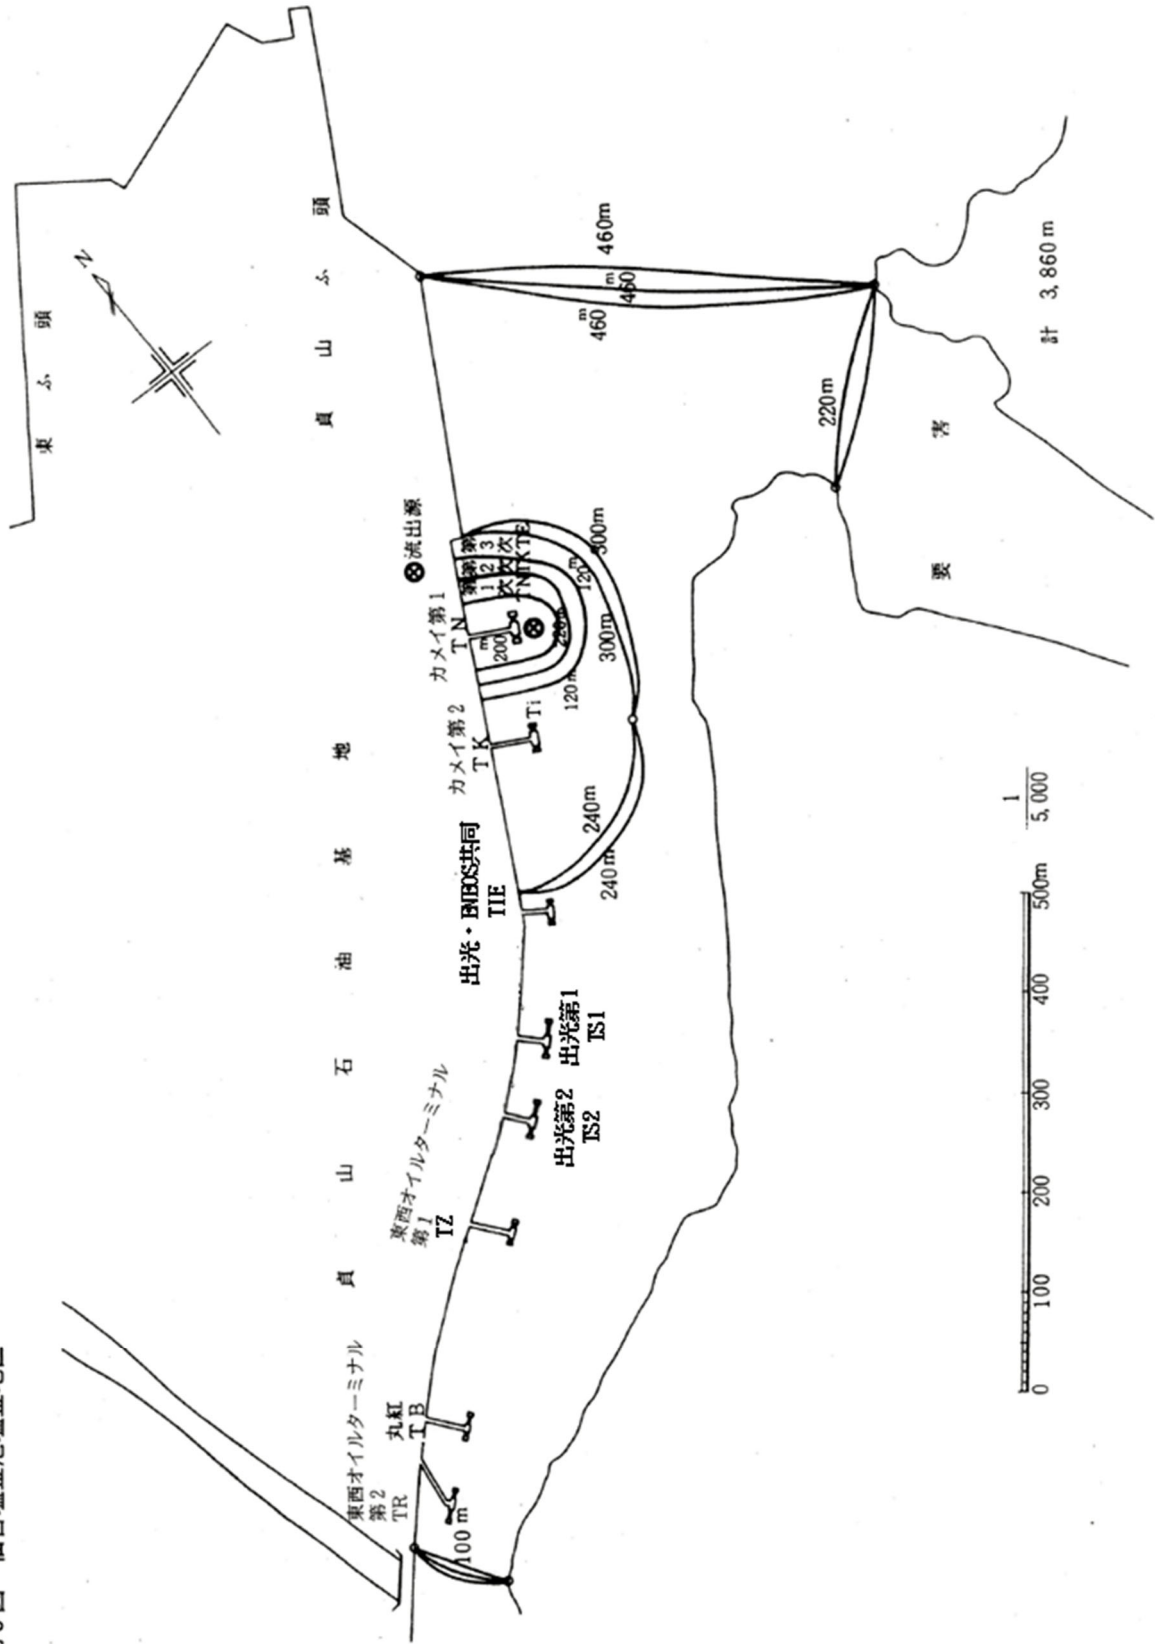 東ふ頭
N
貞山ふ頭
460m
460m
460m
220m
計 3,860m
要害
⊗流出源
カメイ第1
TN
第1次
第2次
第3次
200m
220m
120m
120m
300m
300m
カメイ第2
TK
Ti
240m
240m
貞山石油基地
出光・ENEOS共同
TIE
出光第1
TS1
出光第2
TS2
東西オイルターミナル
第1
TZ
丸紅
TB
東西オイルターミナル
第2
TR
100m
1
5,000
0 100 200 300 400 500m